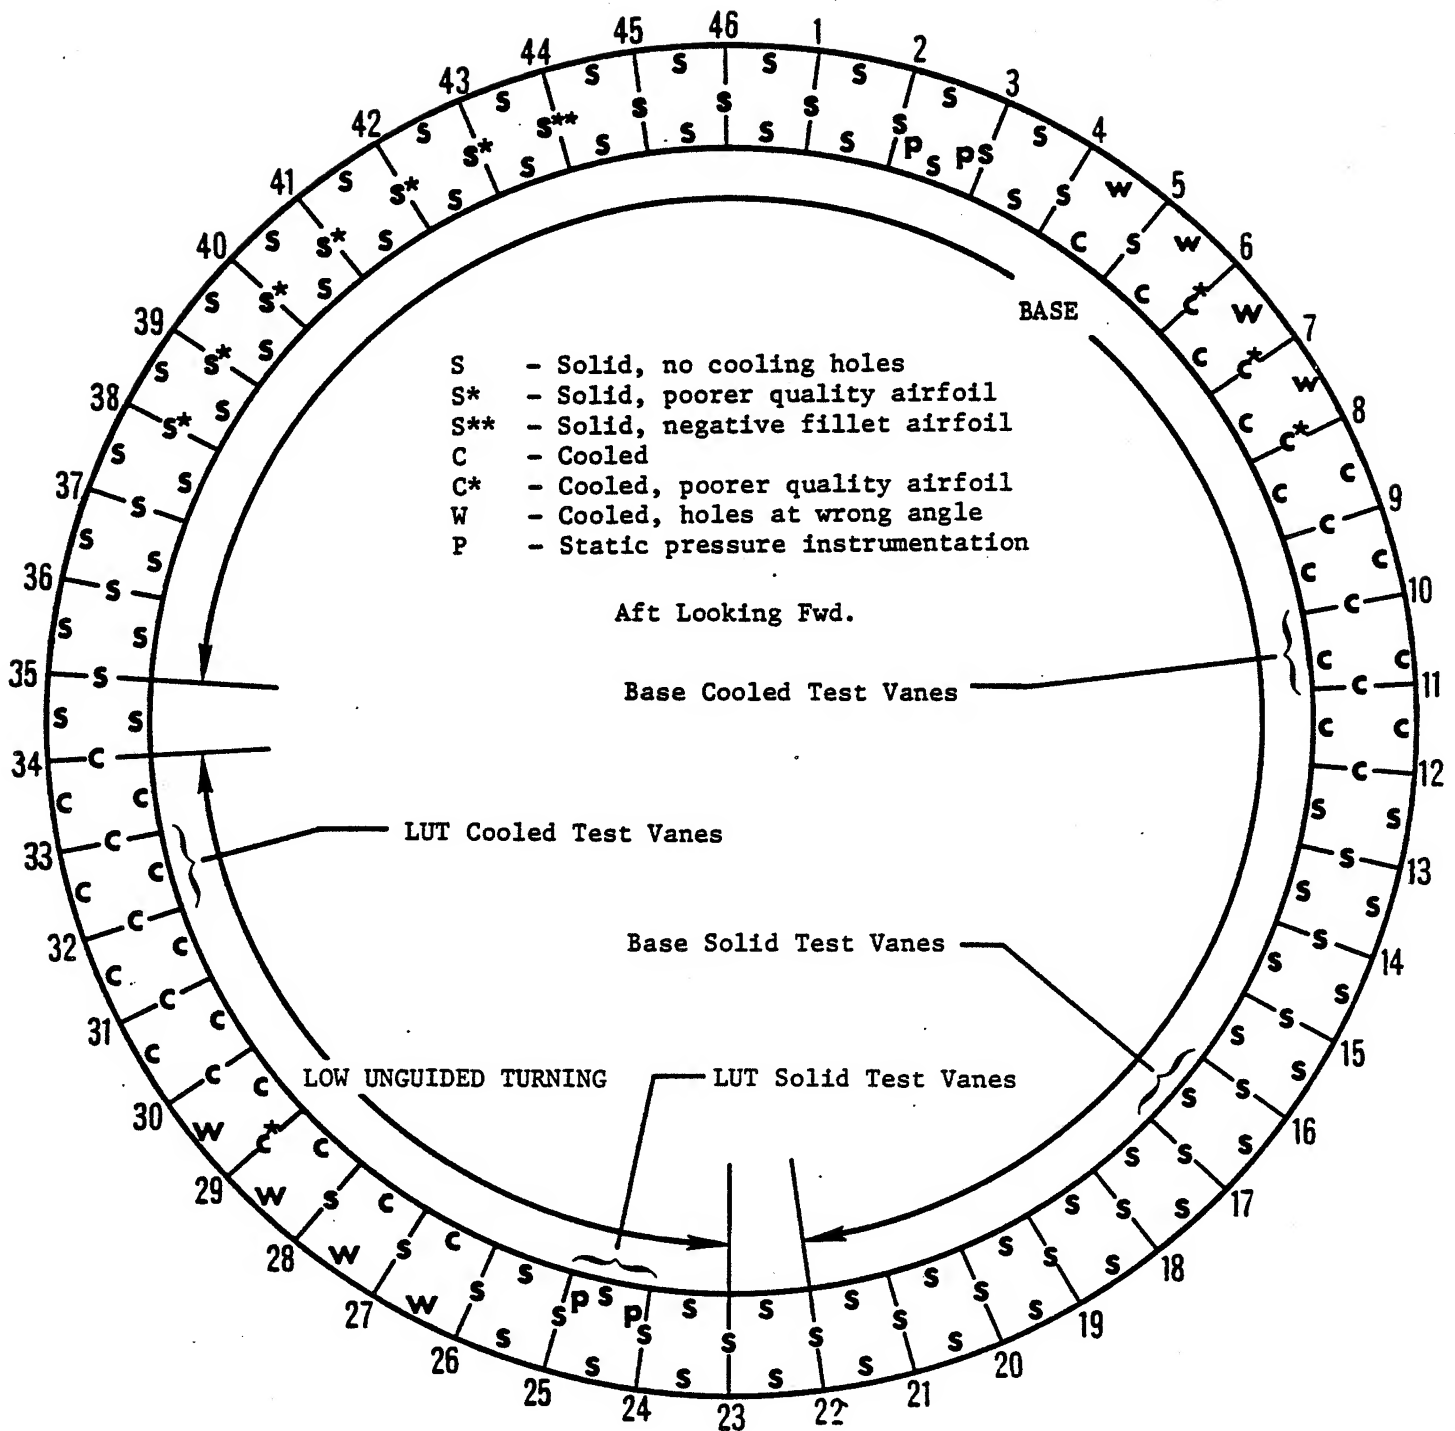 46 S
S S
1 S
S S
2 S P
S S
3 P S
S S
4 S
W C
5 S
W C
6 C*
W C
7 C*
W C
8 C*
C C
9 C
C C
10 C
C C
11 C
C C
12 C
S S
13 S
S S
14 S
S S
15 S
S S
16 S
S S
17 S
S S
18 S
S S
19 S
S S
20 S
S S
21 S
S S
22 S
S S
23 S
S S
24 S P
S S
25 S P
S S
26 S
W C
27 S
W C
28 S
W C
29 C*
W C
30 C
C C
31 C
C C
32 C
C C
33 C
C C
34 C
S S
35 S
S S
36 S
S S
37 S
S S
38 S*
S S
39 S*
S S
40 S*
S S
41 S*
S S
42 S*
S S
43 S*
S S
44 S**
S S
45 S
S S
BASE
S - Solid, no cooling holes
S* - Solid, poorer quality airfoil
S** - Solid, negative fillet airfoil
C - Cooled
C* - Cooled, poorer quality airfoil
W - Cooled, holes at wrong angle
P - Static pressure instrumentation
Aft Looking Fwd.
Base Cooled Test Vanes
LUT Cooled Test Vanes
Base Solid Test Vanes
LOW UNGUIDED TURNING
LUT Solid Test Vanes